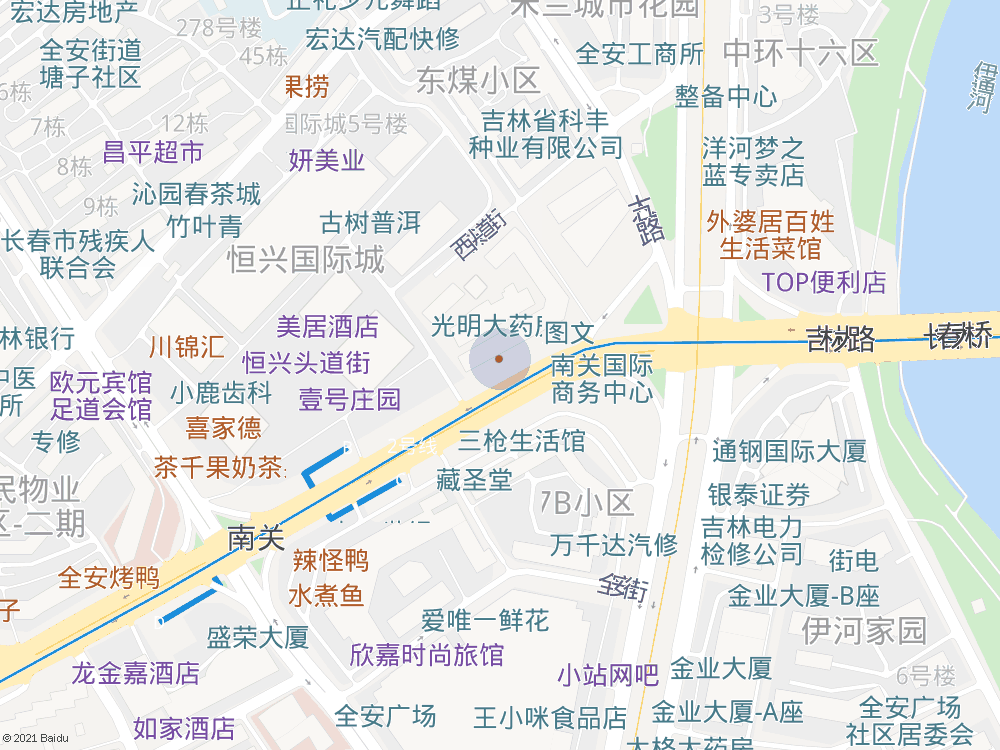 宏达房地产
278号楼
宏达汽配快修
45栋
全安街道
塘子社区
全安工商所
3号楼
中环十六区
东煤小区
果捞
整备中心
伊通河
7栋
12栋
国际城5号楼
吉林省科丰
种业有限公司
8栋
昌平超市
妍美业
洋河梦之
蓝专卖店
9栋
沁园春茶城
竹叶青
古树普洱
外婆居百姓
生活菜馆
长春市残疾人
联合会
恒兴国际城
TOP便利店
美居酒店
光明大药房
图文
川锦汇
恒兴头道街
南关国际
商务中心
欧元宾馆
足道会馆
小鹿齿科
壹号庄园
专修
喜家德
2号线
三枪生活馆
通钢国际大厦
茶千果奶茶
藏圣堂
银泰证券
7B小区
南关
吉林电力
检修公司
万千达汽修
街电
辣怪鸭
水煮鱼
全安烤鸭
金业大厦-B座
爱唯一鲜花
伊河家园
盛荣大厦
欣嘉时尚旅馆
龙金嘉酒店
小站网吧
金业大厦
6号楼
全安广场
王小咪食品店
金业大厦-A座
全安广场
社区居委会
如家酒店
© 2021 Baidu